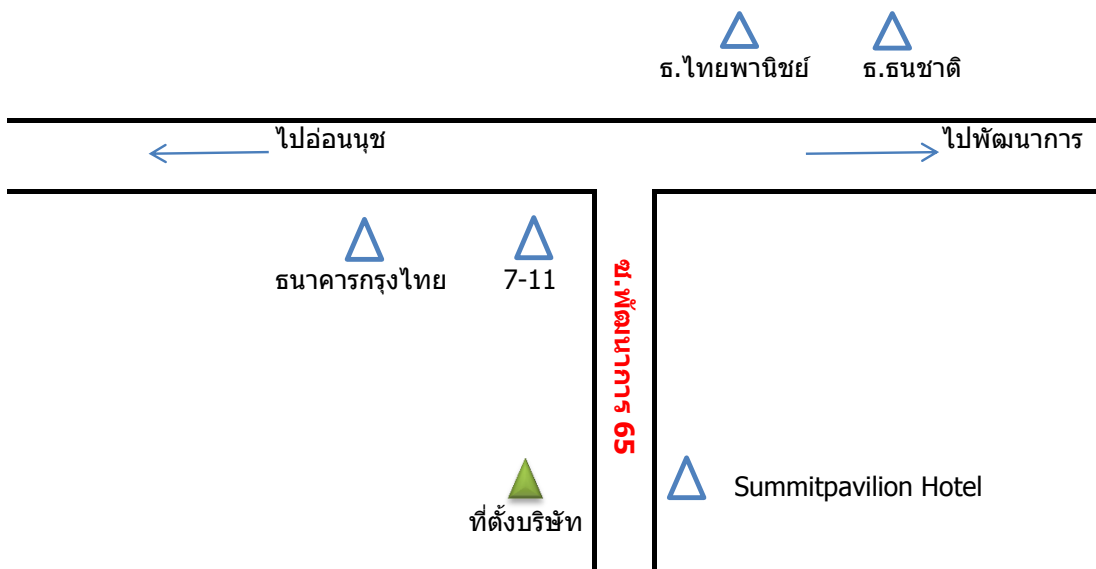 ธ.ไทยพานิชย์
ธ.ธนชาติ
ไปอ่อนนุช
ไปพัฒนาการ
ธนาคารกรุงไทย
7-11
ซ.พัฒนาการ 65
Summitpavilion Hotel
ที่ตั้งบริษัท